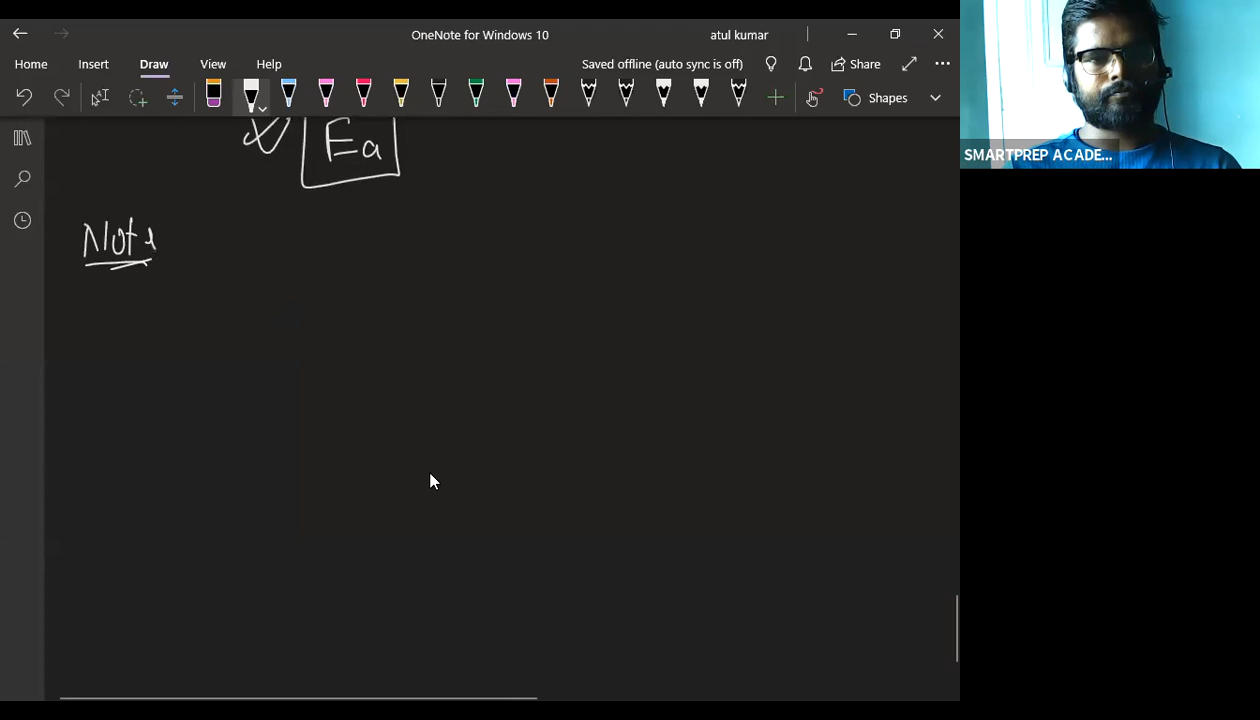 OneNote for Windows 10 atul kumar
Home Insert Draw View Help Saved offline (auto sync is off) Share
Shapes
SMARTPREP ACADE...
Ea
Note